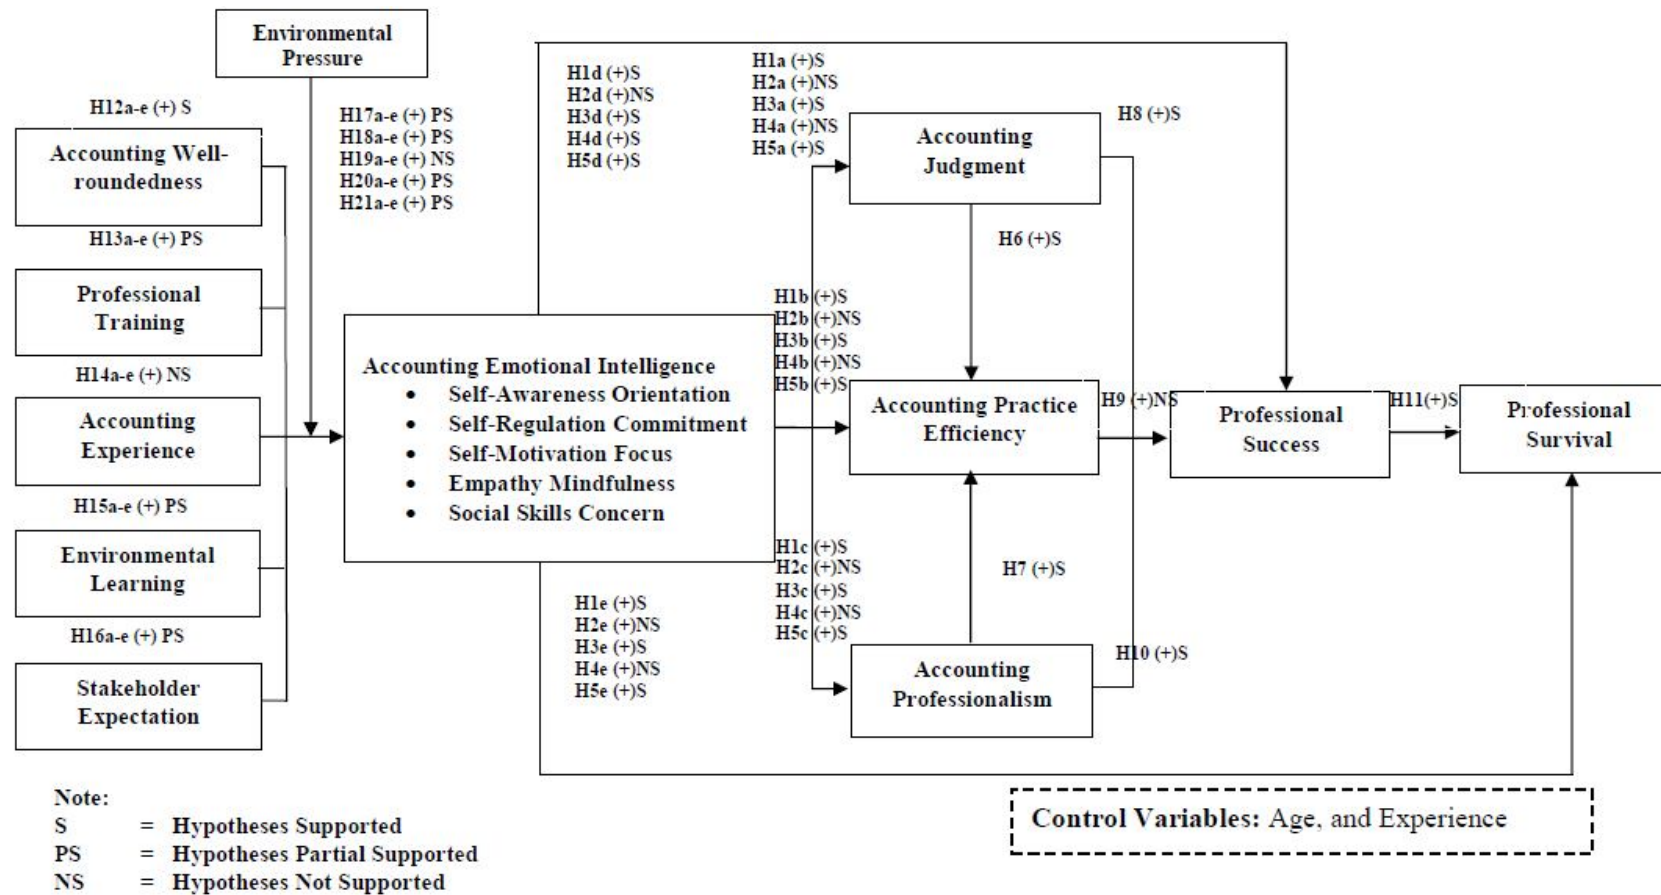 Environmental
Pressure
H12a-e (+) S
Accounting Well-
roundedness
H13a-e (+) PS
Professional
Training
H14a-e (+) NS
Accounting
Experience
H15a-e (+) PS
Environmental
Learning
H16a-e (+) PS
Stakeholder
Expectation
H17a-e (+) PS
H18a-e (+) PS
H19a-e (+) NS
H20a-e (+) PS
H21a-e (+) PS
Accounting Emotional Intelligence
• Self-Awareness Orientation
• Self-Regulation Commitment
• Self-Motivation Focus
• Empathy Mindfulness
• Social Skills Concern
H1d (+)S
H2d (+)NS
H3d (+)S
H4d (+)S
H5d (+)S
H1a (+)S
H2a (+)NS
H3a (+)S
H4a (+)NS
H5a (+)S
H1b (+)S
H2b (+)NS
H3b (+)S
H4b (+)NS
H5b (+)S
H1c (+)S
H2c (+)NS
H3c (+)S
H4c (+)NS
H5c (+)S
H1e (+)S
H2e (+)NS
H3e (+)S
H4e (+)NS
H5e (+)S
Accounting
Judgment
H8 (+)S
H6 (+)S
Accounting Practice
Efficiency
H9 (+)NS
H7 (+)S
Accounting
Professionalism
H10 (+)S
Professional
Success
H11(+)S
Professional
Survival
Note:
S = Hypotheses Supported
PS = Hypotheses Partial Supported
NS = Hypotheses Not Supported
Control Variables: Age, and Experience